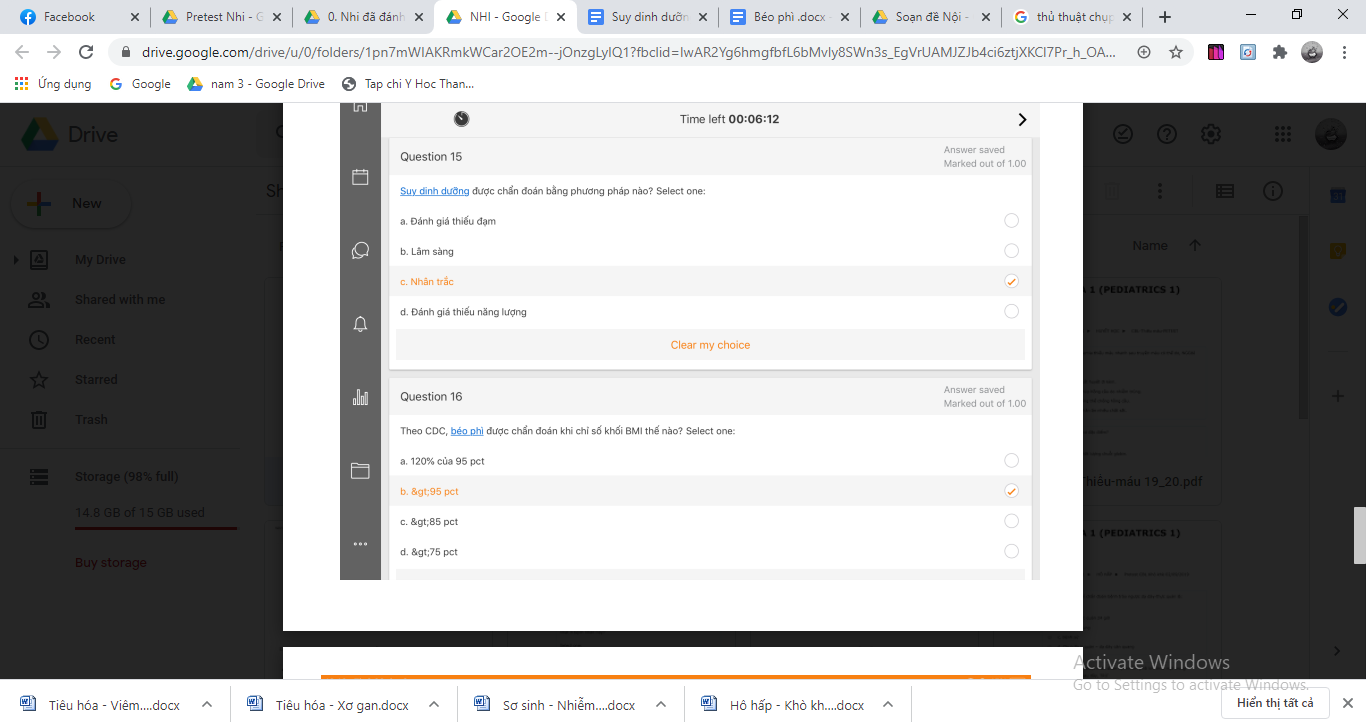 Facebook
Pretest Nhi - G
0. Nhi đã đánh
NHI - Google D
Suy dinh dưỡn
Béo phì .docx -
Soạn đề Nội -
thủ thuật chụp
drive.google.com/drive/u/0/folders/1pn7mWIAKRmkWCar2OE2m--jOnzgLyIQ1?fbclid=IwAR2Yg6hmgfbfL6bMvIy8SWn3s_EgVrUAMJZJb4ci6ztjXKCl7Pr_h_OA...
Ứng dụng
Google
nam 3 - Google Drive
Tạp chi Y Hoc Than...
Drive
New
My Drive
Shared with me
Recent
Starred
Trash
Storage (98% full)
14.8 GB of 15 GB used
Buy storage
Time left 00:06:12
Question 15
Answer saved
Marked out of 1.00
Suy dinh dưỡng được chẩn đoán bằng phương pháp nào? Select one:
a. Đánh giá thiếu đạm
b. Lâm sàng
c. Nhân trắc
d. Đánh giá thiếu năng lượng
Clear my choice
Question 16
Answer saved
Marked out of 1.00
Theo CDC, béo phì được chẩn đoán khi chỉ số khối BMI thế nào? Select one:
a. 120% của 95 pct
b. &gt;95 pct
c. &gt;85 pct
d. &gt;75 pct
Name
1 (PEDIATRICS 1)
hiếu-máu 19_20.pdf
1 (PEDIATRICS 1)
Activate Windows
Go to Settings to activate Windows.
Tiêu hóa - Viêm....docx
Tiêu hóa - Xơ gan.docx
Sơ sinh - Nhiễm....docx
Hô hấp - Khò kh....docx
Hiển thị tất cả